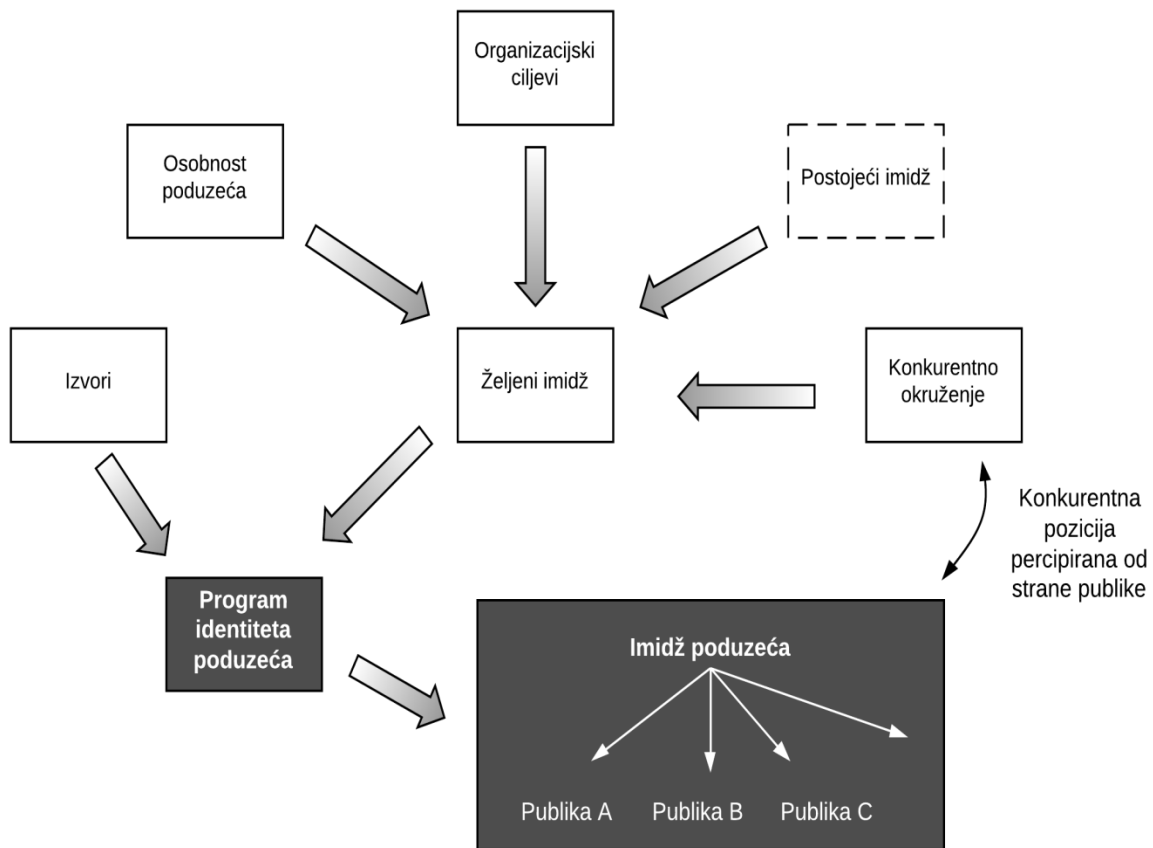 Organizacijski
ciljevi
Osobnost
poduzeća
Postojeći imidž
Izvori
Željeni imidž
Konkurentno
okruženje
Konkurentna
pozicija
percipirana od
strane publike
Program
identiteta
poduzeća
Imidž poduzeća
Publika A
Publika B
Publika C